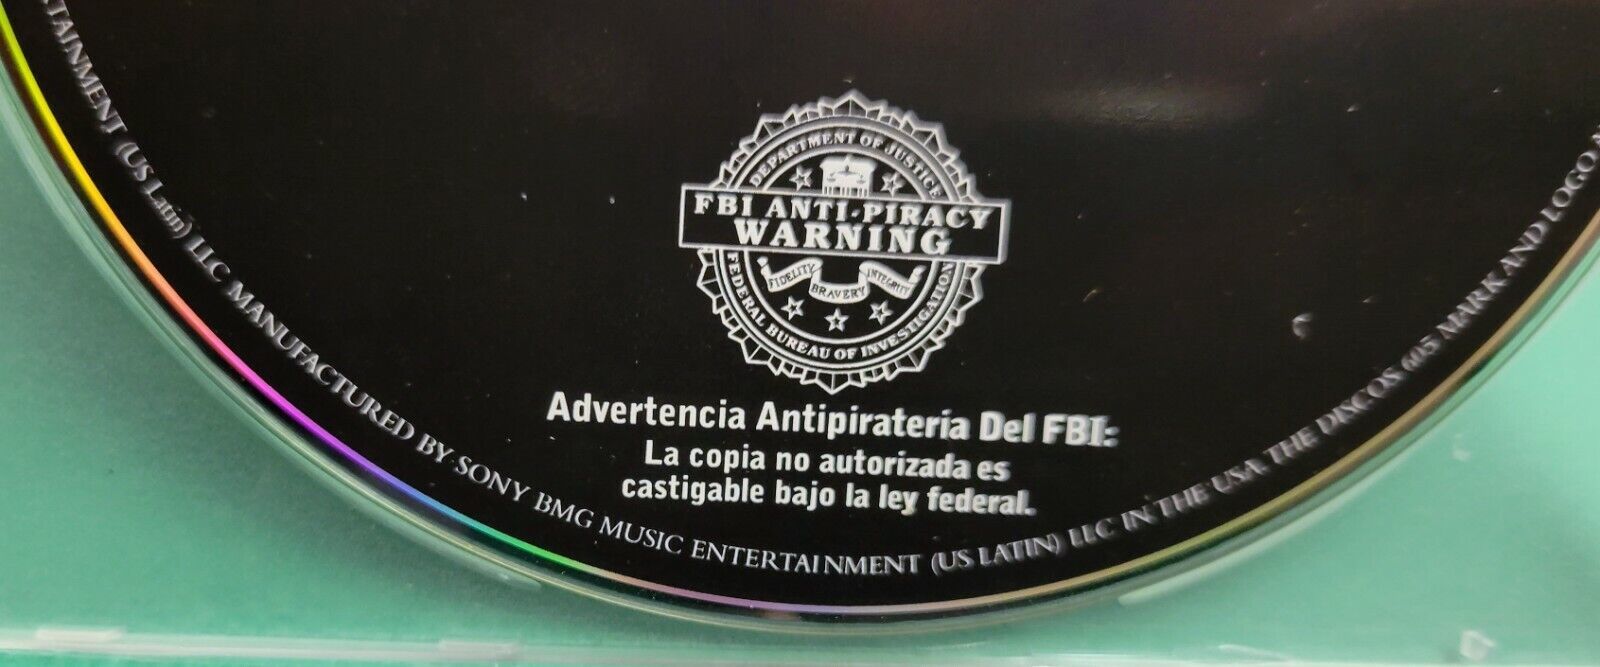 DEPARTMENT OF JUSTICE
FBI ANTI-PIRACY
WARNING
FIDELITY BRAVERY INTEGRITY
FEDERAL BUREAU OF INVESTIGATION
Advertencia Antipirateria Del FBI:
La copia no autorizada es
castigable bajo la ley federal.
(US Latin) LLC MANUFACTURED BY SONY BMG MUSIC ENTERTAINMENT (US LATIN) LLC IN THE USA. THE DISCOS 605 MARK AND LOGO